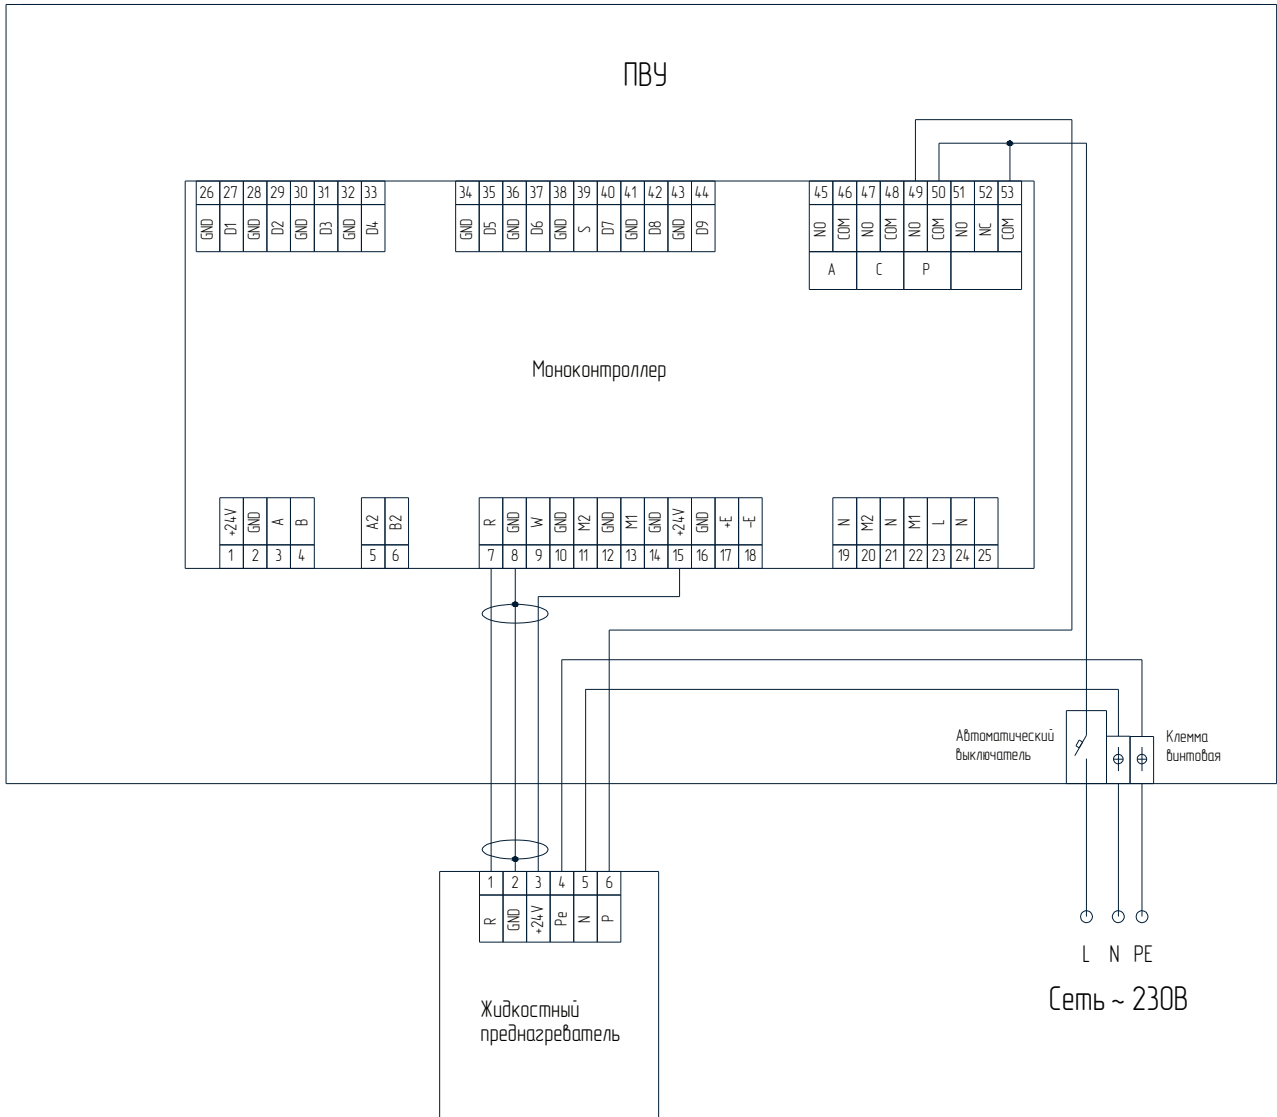 ПВУ
26 27 28 29 30 31 32 33
GND D1 GND D2 GND D3 GND D4
34 35 36 37 38 39 40 41 42 43 44
GND D5 GND D6 GND S D7 GND D8 GND D9
45 46 47 48 49 50 51 52 53
NO COM NO COM NO COM NO NC COM
A C P
Моноконтроллер
+24V GND A B
1 2 3 4
A2 B2
5 6
R GND W GND M2 GND M1 GND +24V GND +E -E
7 8 9 10 11 12 13 14 15 16 17 18
N M2 N M1 L N
19 20 21 22 23 24 25
Автоматический
выключатель
Клемма
винтовая
1 2 3 4 5 6
R GND +24V Pe N P
Жидкостный
преднагреватель
L N PE
Сеть ~ 230В